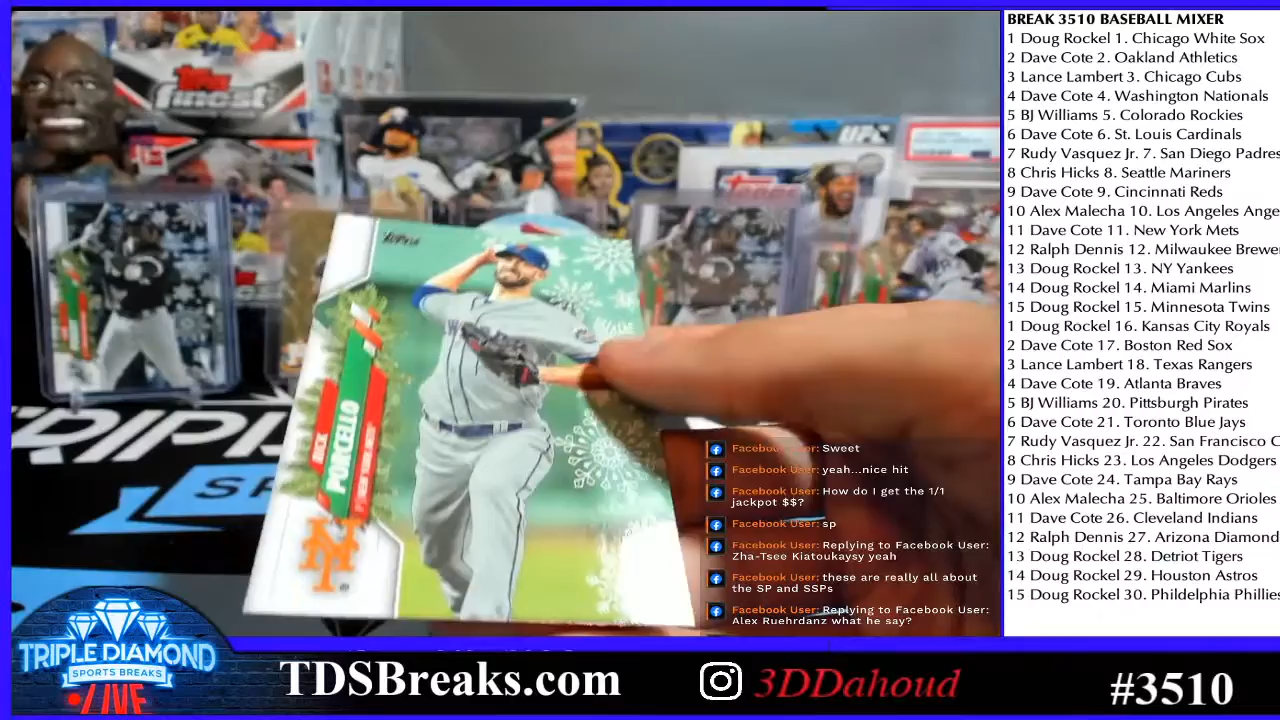 Topps
finest
UFC
Topps
TRIPL
SP
Topps
RICK
PORCELLO
NY
Facebook User: Sweet
Facebook User: yeah...nice hit
Facebook User: How do I get the 1/1
jackpot $$?
Facebook User: sp
Facebook User: Replying to Facebook User:
Zha-Tsee Kiatoukaysy yeah
Facebook User: these are really all about
the SP and SSPs
Facebook User: Replying to Facebook User:
Alex Ruehrdanz what he say?
BREAK 3510 BASEBALL MIXER
1 Doug Rockel 1. Chicago White Sox
2 Dave Cote 2. Oakland Athletics
3 Lance Lambert 3. Chicago Cubs
4 Dave Cote 4. Washington Nationals
5 BJ Williams 5. Colorado Rockies
6 Dave Cote 6. St. Louis Cardinals
7 Rudy Vasquez Jr. 7. San Diego Padres
8 Chris Hicks 8. Seattle Mariners
9 Dave Cote 9. Cincinnati Reds
10 Alex Malecha 10. Los Angeles Ange
11 Dave Cote 11. New York Mets
12 Ralph Dennis 12. Milwaukee Brewe
13 Doug Rockel 13. NY Yankees
14 Doug Rockel 14. Miami Marlins
15 Doug Rockel 15. Minnesota Twins
1 Doug Rockel 16. Kansas City Royals
2 Dave Cote 17. Boston Red Sox
3 Lance Lambert 18. Texas Rangers
4 Dave Cote 19. Atlanta Braves
5 BJ Williams 20. Pittsburgh Pirates
6 Dave Cote 21. Toronto Blue Jays
7 Rudy Vasquez Jr. 22. San Francisco C
8 Chris Hicks 23. Los Angeles Dodgers
9 Dave Cote 24. Tampa Bay Rays
10 Alex Malecha 25. Baltimore Orioles
11 Dave Cote 26. Cleveland Indians
12 Ralph Dennis 27. Arizona Diamond
13 Doug Rockel 28. Detriot Tigers
14 Doug Rockel 29. Houston Astros
15 Doug Rockel 30. Phildelphia Phillies
TRIPLE DIAMOND
SPORTS BREAKS
LIVE
TDSBreaks.com
3DDahoud
#3510